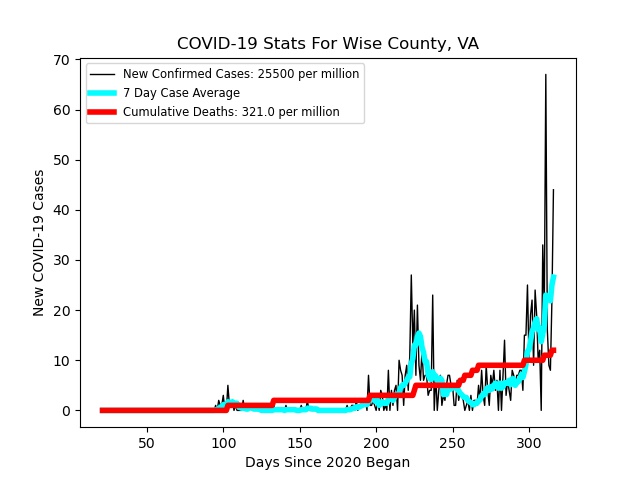 COVID-19 Stats For Wise County, VA
New Confirmed Cases: 25500 per million
7 Day Case Average
Cumulative Deaths: 321.0 per million
New COVID-19 Cases
70
60
50
40
30
20
10
0
50 100 150 200 250 300
Days Since 2020 Began